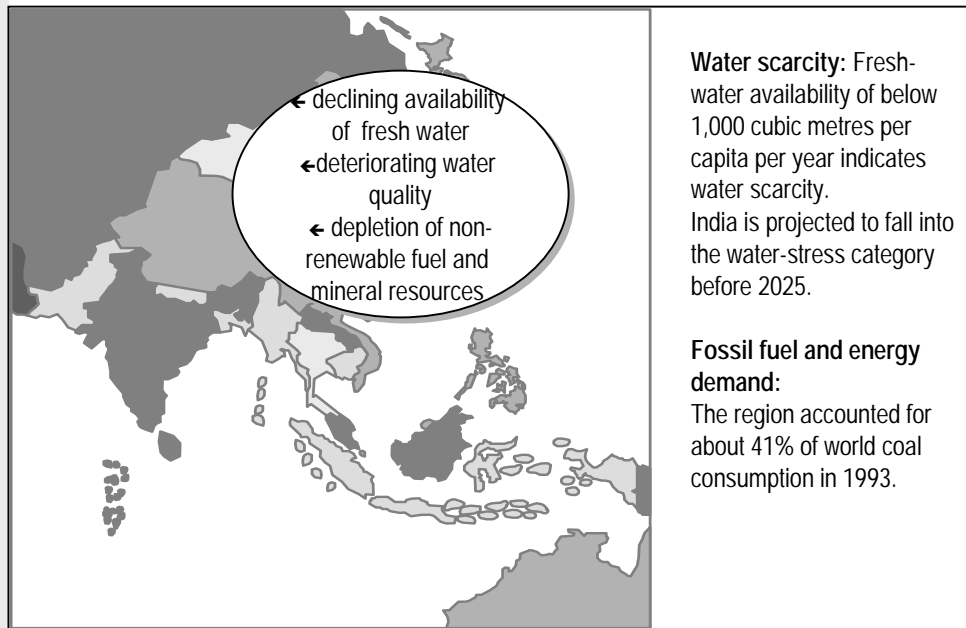 ← declining availability
of fresh water
←deteriorating water
quality
← depletion of non-
renewable fuel and
mineral resources
Water scarcity: Fresh-
water availability of below
1,000 cubic metres per
capita per year indicates
water scarcity.
India is projected to fall into
the water-stress category
before 2025.
Fossil fuel and energy
demand:
The region accounted for
about 41% of world coal
consumption in 1993.